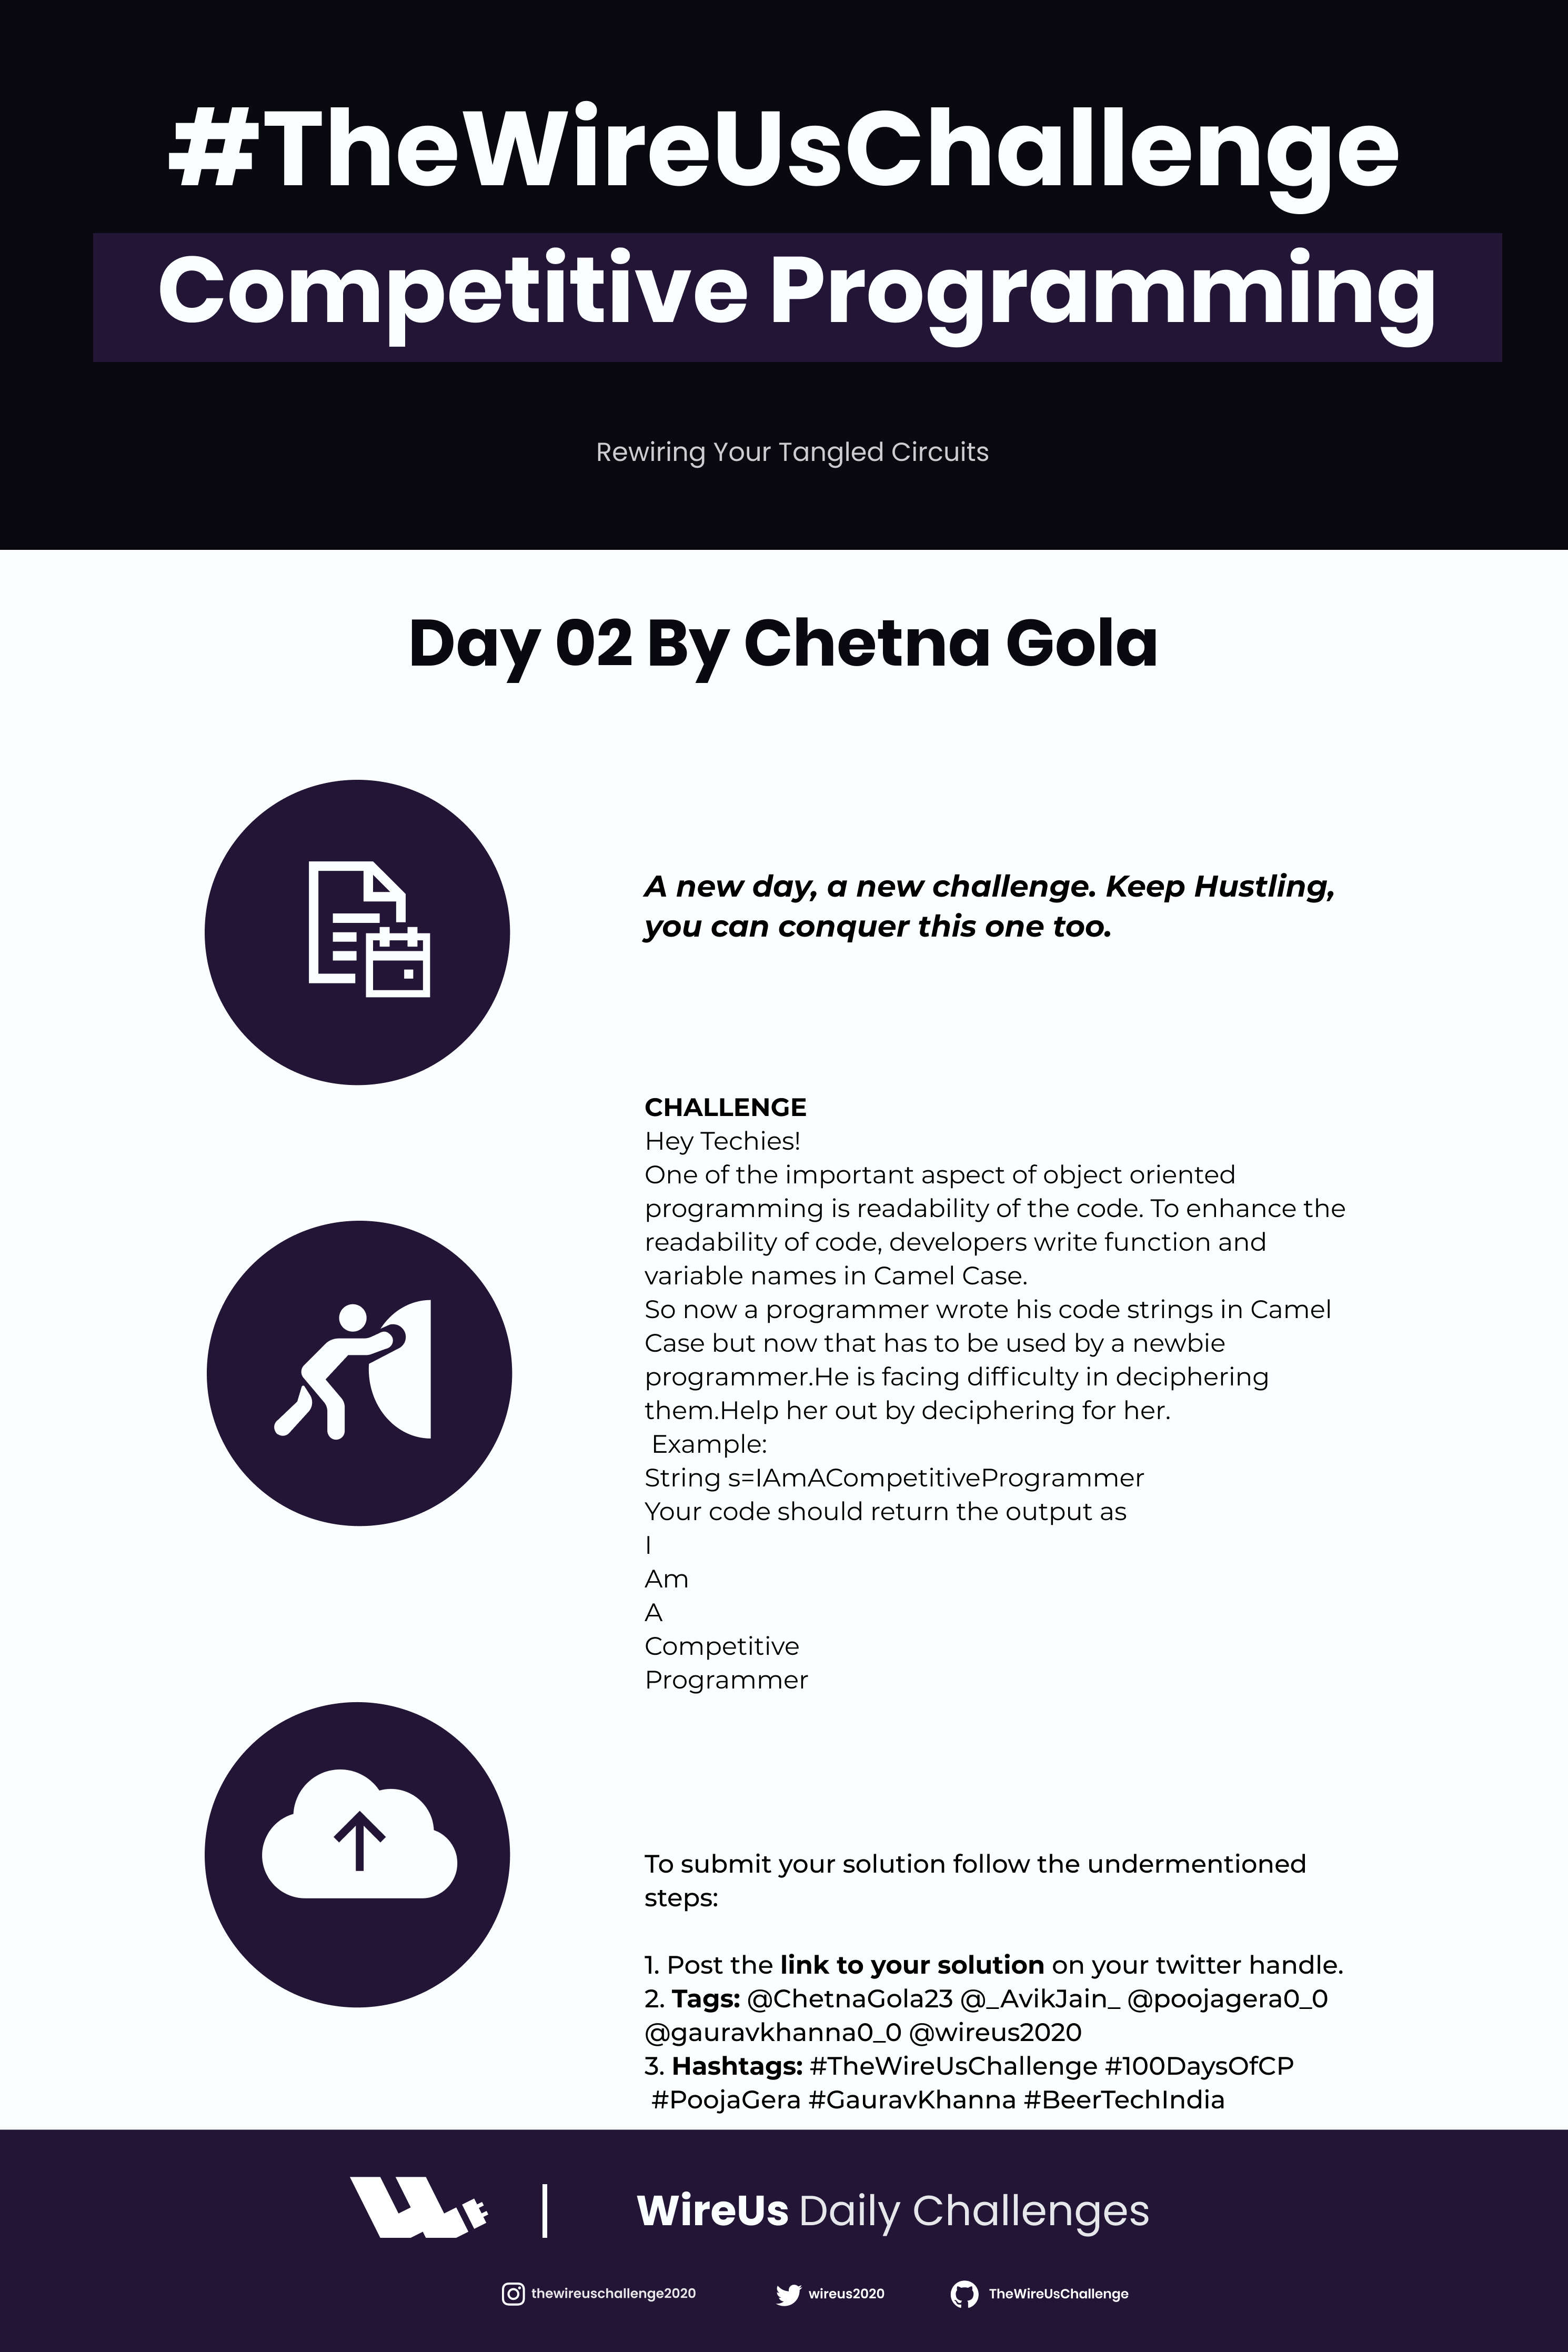 #TheWireUsChallenge
Competitive Programming
Rewiring Your Tangled Circuits
Day 02 By Chetna Gola
A new day, a new challenge. Keep Hustling,
you can conquer this one too.
CHALLENGE
Hey Techies!
One of the important aspect of object oriented
programming is readability of the code. To enhance the
readability of code, developers write function and
variable names in Camel Case.
So now a programmer wrote his code strings in Camel
Case but now that has to be used by a newbie
programmer.He is facing difficulty in deciphering
them.Help her out by deciphering for her.
Example:
String s=IAmACompetitiveProgrammer
Your code should return the output as
I
Am
A
Competitive
Programmer
To submit your solution follow the undermentioned
steps:
1. Post the link to your solution on your twitter handle.
2. Tags: @ChetnaGola23 @_AvikJain_ @poojagera0_0
@gauravkhanna0_0 @wireus2020
3. Hashtags: #TheWireUsChallenge #100DaysOfCP
#PoojaGera #GauravKhanna #BeerTechIndia
WireUs Daily Challenges
thewireuschallenge2020 wireus2020 TheWireUsChallenge